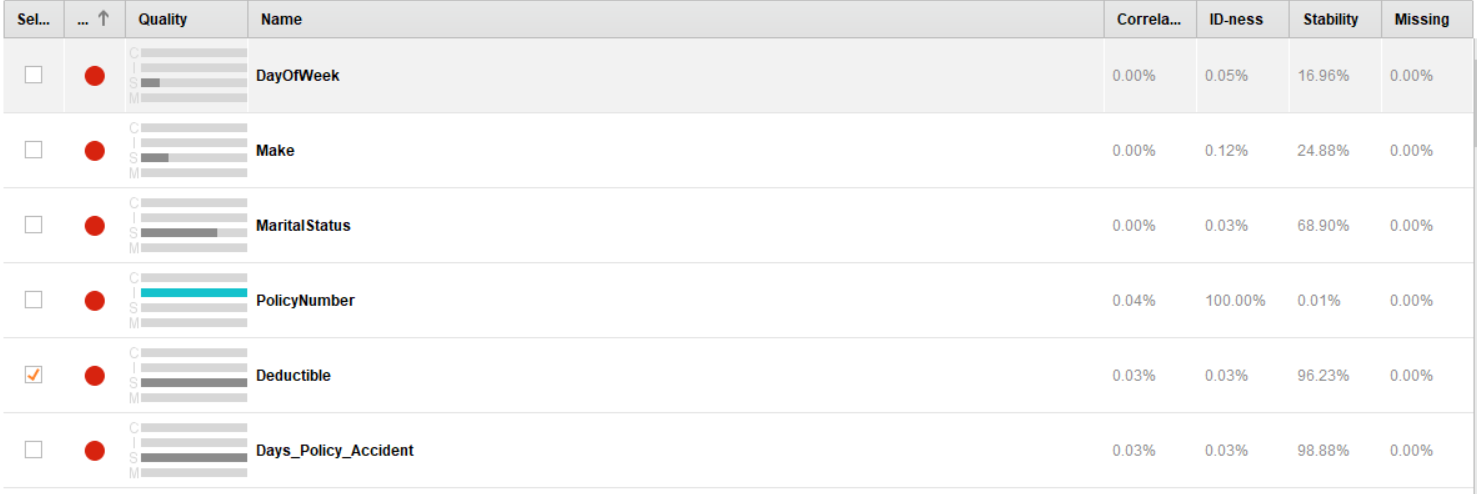 Sel... ... ↑ Quality Name Correla... ID-ness Stability Missing
C
I
S
M
DayOfWeek 0.00% 0.05% 16.96% 0.00%
C
I
S
M
Make 0.00% 0.12% 24.88% 0.00%
C
I
S
M
MaritalStatus 0.00% 0.03% 68.90% 0.00%
C
I
S
M
PolicyNumber 0.04% 100.00% 0.01% 0.00%
C
I
S
M
Deductible 0.03% 0.03% 96.23% 0.00%
C
I
S
M
Days_Policy_Accident 0.03% 0.03% 98.88% 0.00%